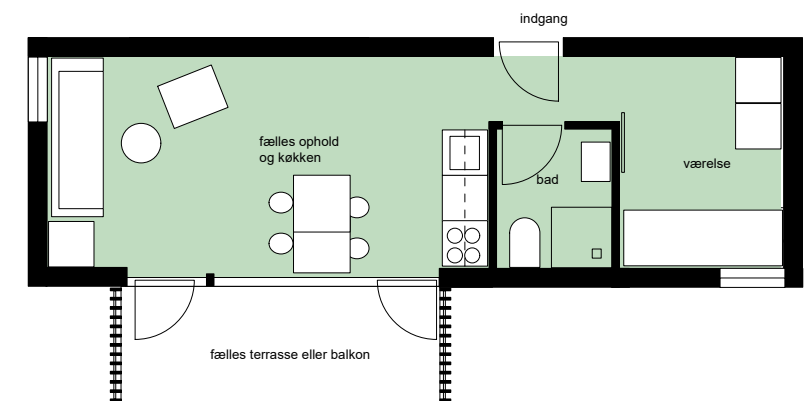 indgang
fælles ophold
og køkken
værelse
bad
fælles terrasse eller balkon